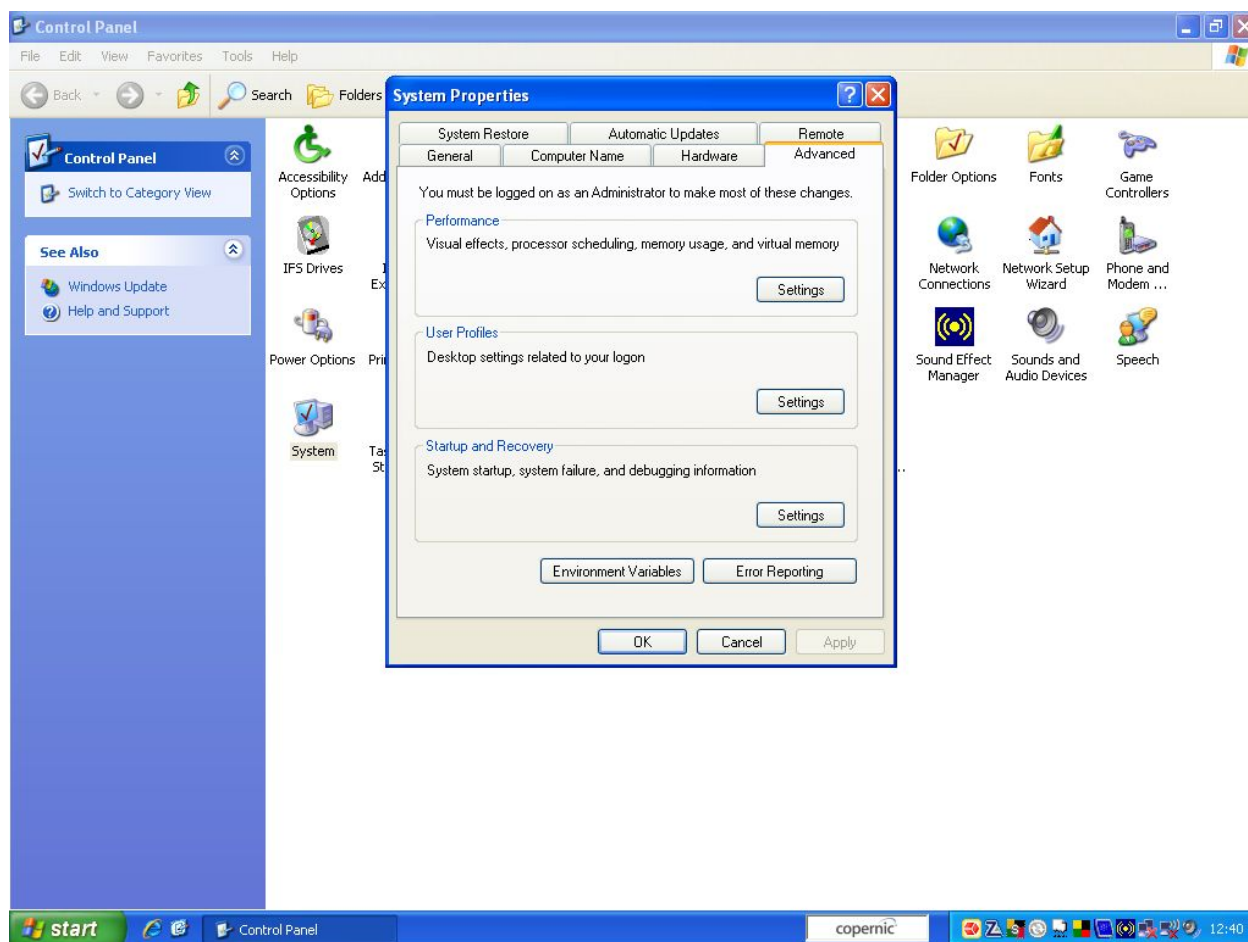 Control Panel
File Edit View Favorites Tools Help
Back Search Folders
Control Panel
Switch to Category View
See Also
Windows Update
Help and Support
Accessibility Options
Add
IFS Drives
Power Options
Pri
System
Folder Options
Fonts
Game Controllers
Network Connections
Network Setup Wizard
Phone and Modem ...
Sound Effect Manager
Sounds and Audio Devices
Speech
System Properties
System Restore Automatic Updates Remote
General Computer Name Hardware Advanced
You must be logged on as an Administrator to make most of these changes.
Performance
Visual effects, processor scheduling, memory usage, and virtual memory
Settings
User Profiles
Desktop settings related to your logon
Settings
Startup and Recovery
System startup, system failure, and debugging information
Settings
Environment Variables Error Reporting
OK Cancel Apply
start Control Panel copernic 12:40